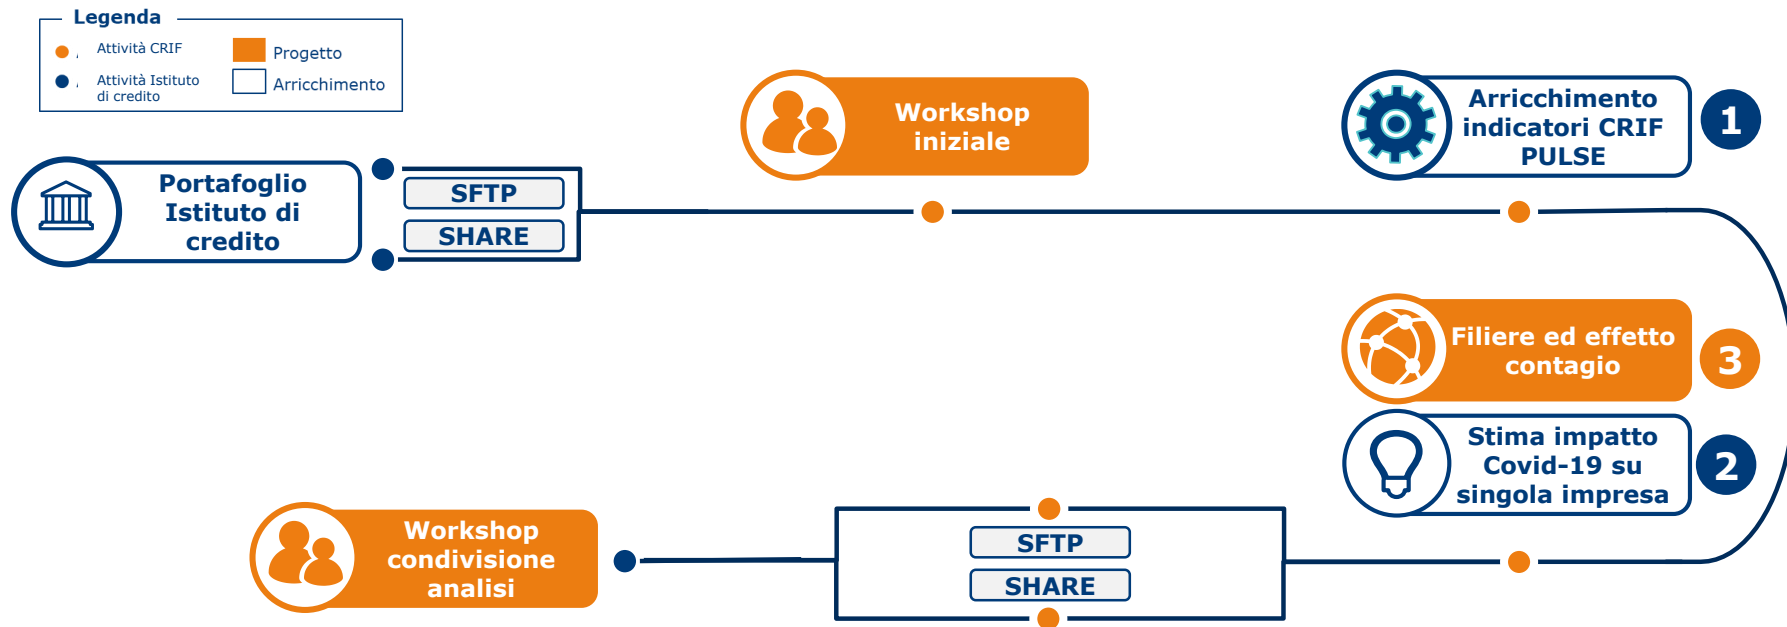 Legenda
Attività CRIF
Progetto
Attività Istituto
di credito
Arricchimento
Portafoglio
Istituto di
credito
SFTP
SHARE
Workshop
iniziale
Arricchimento
indicatori CRIF
PULSE
1
Filiere ed effetto
contagio
3
Stima impatto
Covid-19 su
singola impresa
2
SFTP
SHARE
Workshop
condivisione
analisi